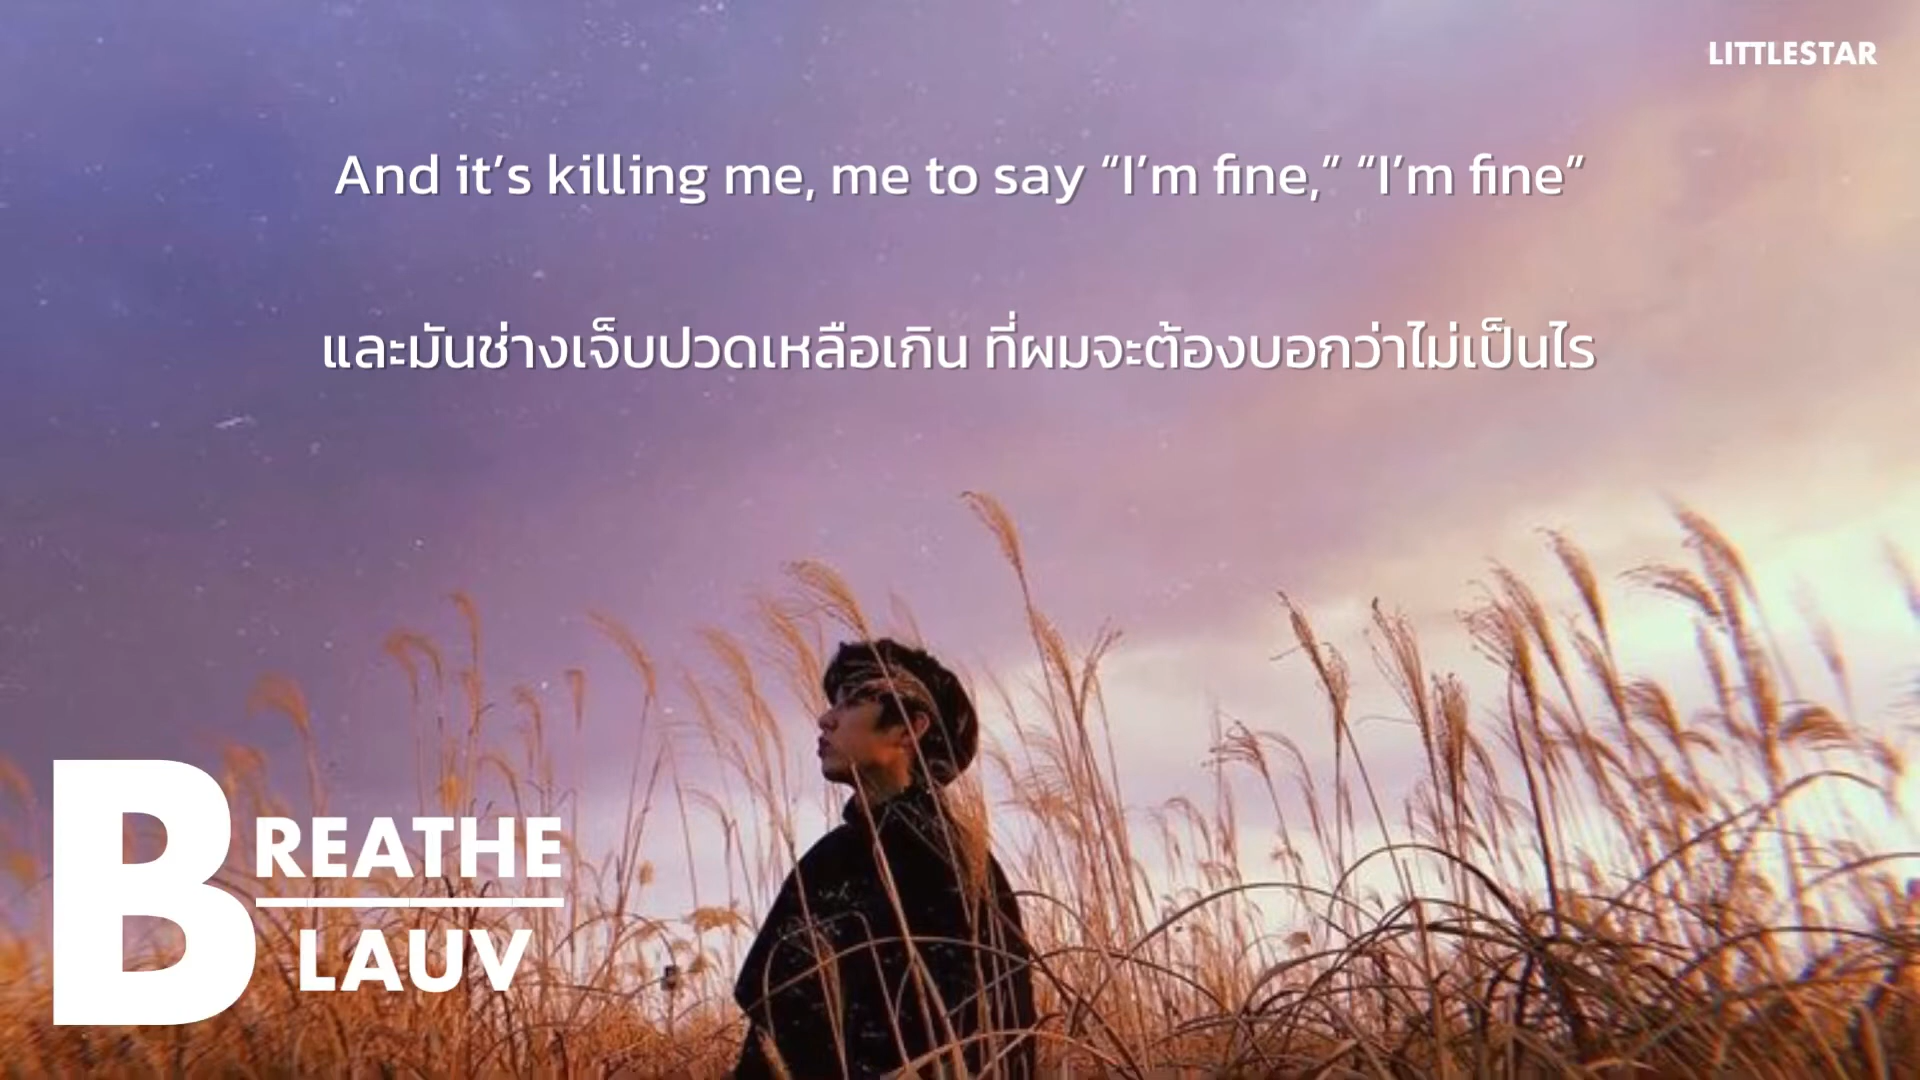 LITTLESTAR
And it’s killing me, me to say “I’m fine,” “I’m fine”
และมันช่างเจ็บปวดเหลือเกิน ที่ผมจะต้องบอกว่าไม่เป็นไร
BREATHE
LAUV